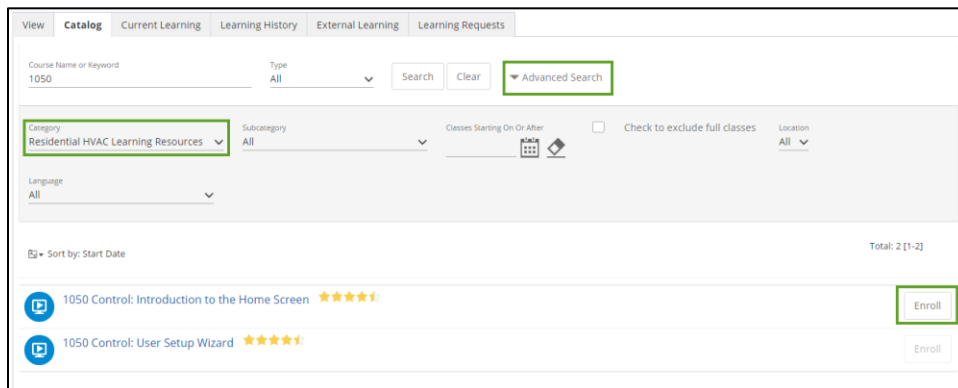 View Catalog Current Learning Learning History External Learning Learning Requests
Course Name or Keyword Type
1050 All Search Clear Advanced Search
Category Subcategory Classes Starting On Or After Check to exclude full classes Location
Residential HVAC Learning Resources All All
Language
All
Sort by: Start Date Total: 2 [1-2]
1050 Control: Introduction to the Home Screen Enroll
1050 Control: User Setup Wizard Enroll